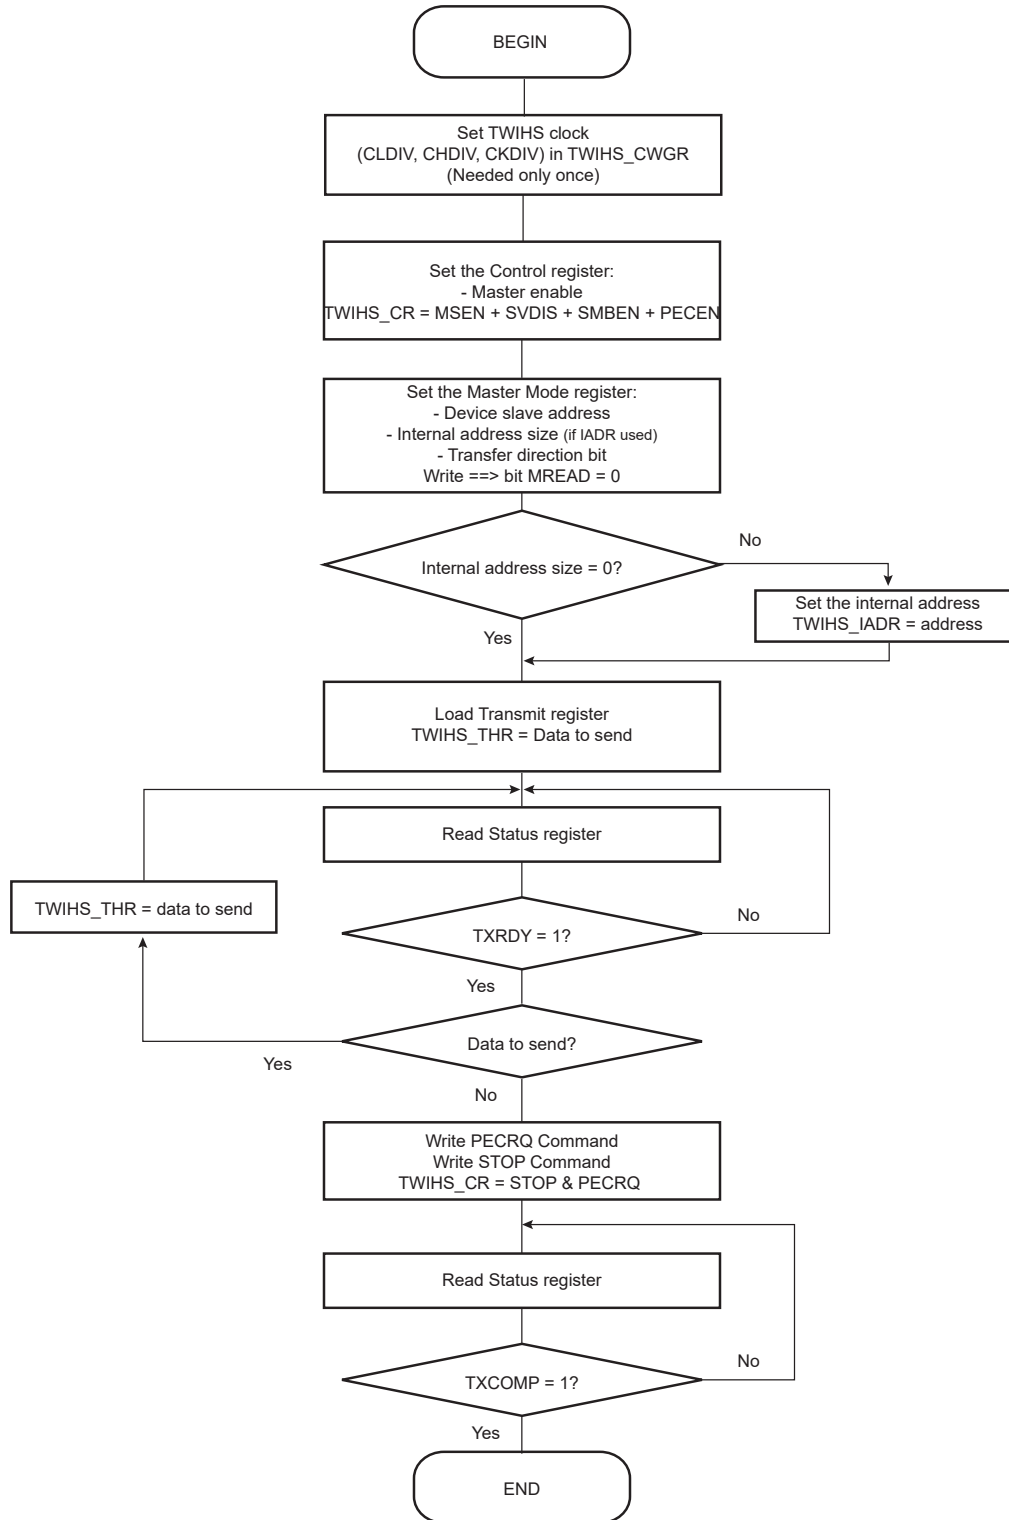 BEGIN
Set TWIHS clock
(CLDIV, CHDIV, CKDIV) in TWIHS_CWGR
(Needed only once)
Set the Control register:
- Master enable
TWIHS_CR = MSEN + SVDIS + SMBEN + PECEN
Set the Master Mode register:
- Device slave address
- Internal address size (if IADR used)
- Transfer direction bit
Write ==> bit MREAD = 0
Internal address size = 0?
No
Set the internal address
TWIHS_IADR = address
Yes
Load Transmit register
TWIHS_THR = Data to send
Read Status register
TWIHS_THR = data to send
TXRDY = 1?
No
Yes
Data to send?
Yes
No
Write PECRQ Command
Write STOP Command
TWIHS_CR = STOP & PECRQ
Read Status register
TXCOMP = 1?
No
Yes
END